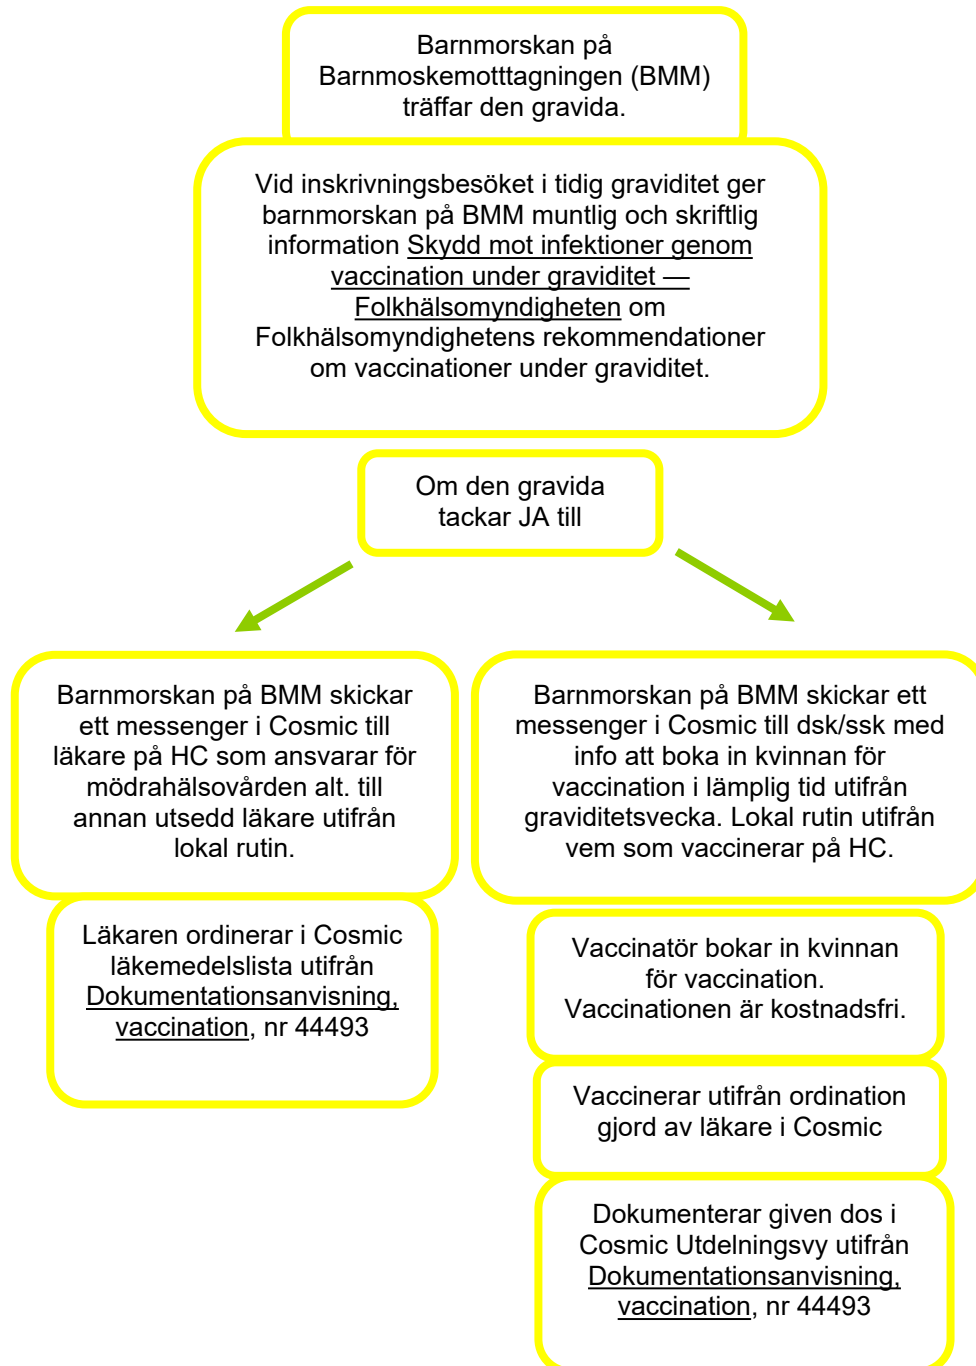 Barnmorskan på
Barnmoskemotttagningen (BMM)
träffar den gravida.
Vid inskrivningsbesöket i tidig graviditet ger
barnmorskan på BMM muntlig och skriftlig
information Skydd mot infektioner genom
vaccination under graviditet —
Folkhälsomyndigheten om
Folkhälsomyndighetens rekommendationer
om vaccinationer under graviditet.
Om den gravida
tackar JA till
Barnmorskan på BMM skickar
ett messenger i Cosmic till
läkare på HC som ansvarar för
mödrahälsovården alt. till
annan utsedd läkare utifrån
lokal rutin.
Läkaren ordinerar i Cosmic
läkemedelslista utifrån
Dokumentationsanvisning,
vaccination, nr 44493
Barnmorskan på BMM skickar ett
messenger i Cosmic till dsk/ssk med
info att boka in kvinnan för
vaccination i lämplig tid utifrån
graviditetsvecka. Lokal rutin utifrån
vem som vaccinerar på HC.
Vaccinatör bokar in kvinnan
för vaccination.
Vaccinationen är kostnadsfri.
Vaccinerar utifrån ordination
gjord av läkare i Cosmic
Dokumenterar given dos i
Cosmic Utdelningsvy utifrån
Dokumentationsanvisning,
vaccination, nr 44493